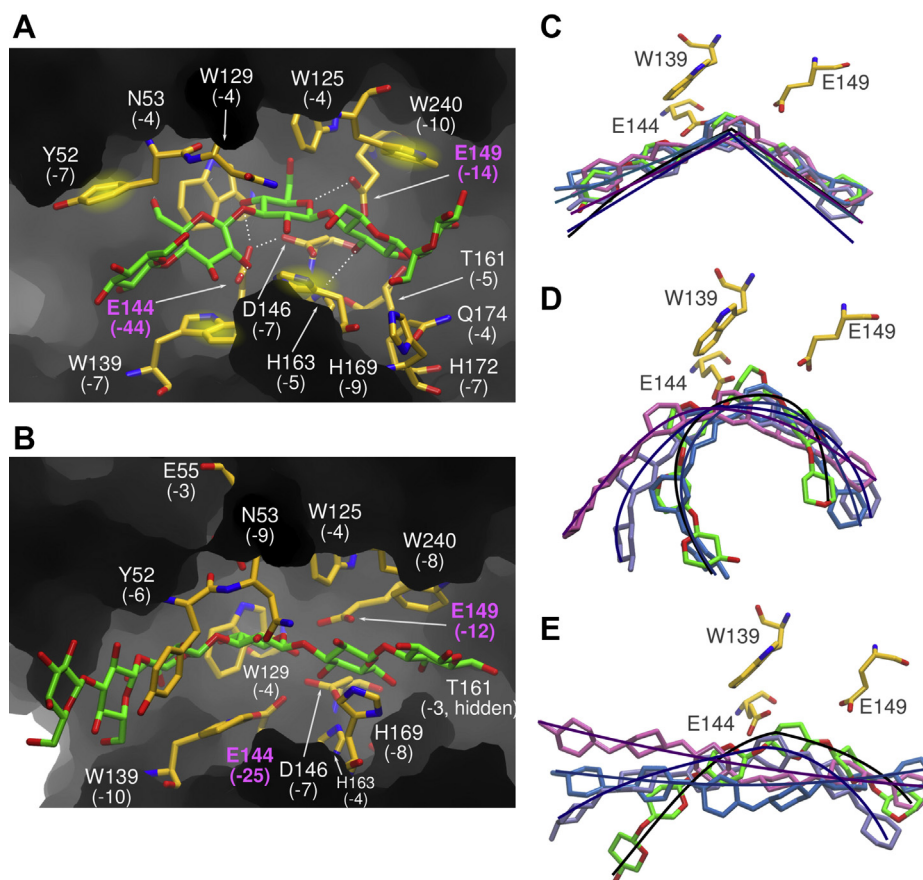 A
W129
(-4)
W125
(-4)
N53
(-4)
W240
(-10)
Y52
(-7)
E149
(-14)
T161
(-5)
E144
(-44)
D146
(-7)
Q174
(-4)
W139
(-7)
H163
(-5)
H169
(-9)
H172
(-7)
B
E55
(-3)
N53
(-9)
W125
(-4)
W240
(-8)
Y52
(-6)
E149
(-12)
W129
(-4)
T161
(-3, hidden)
H169
(-8)
E144
(-25)
D146
(-7)
H163
(-4)
W139
(-10)
C
W139
E149
E144
D
W139
E149
E144
E
W139
E144
E149